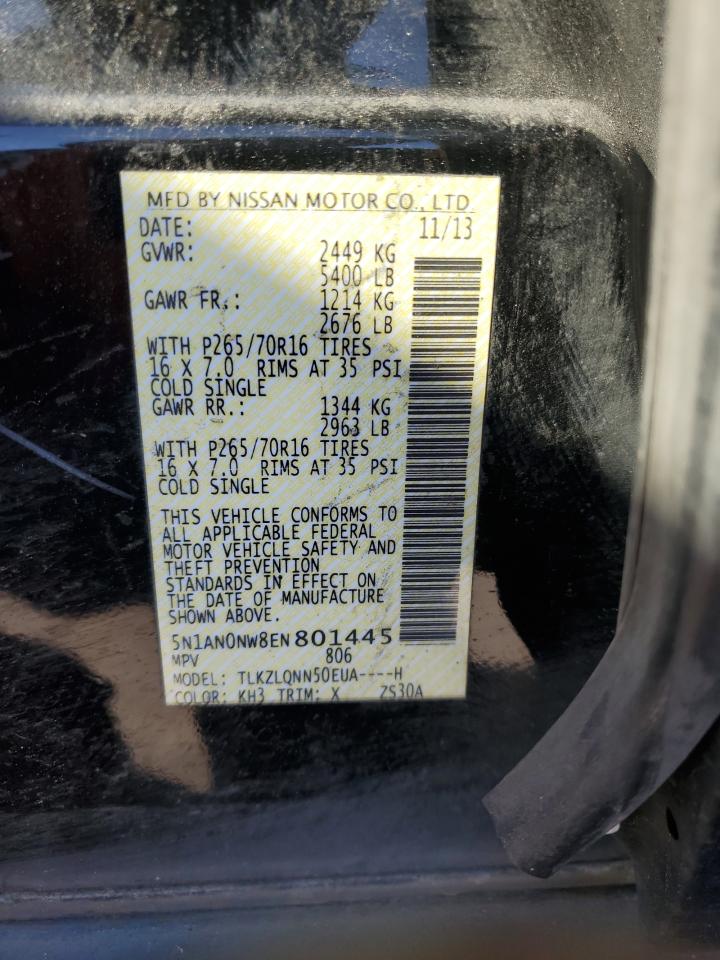 MFD BY NISSAN MOTOR CO., LTD
DATE: 11/13
GVWR: 2449 KG
5400 LB
GAWR FR.: 1214 KG
2676 LB
WITH P265/70R16 TIRES
16 X 7.0 RIMS AT 35 PSI
COLD SINGLE
GAWR RR.: 1344 KG
2963 LB
WITH P265/70R16 TIRES
16 X 7.0 RIMS AT 35 PSI
COLD SINGLE
THIS VEHICLE CONFORMS TO
ALL APPLICABLE FEDERAL
MOTOR VEHICLE SAFETY AND
THEFT PREVENTION
STANDARDS IN EFFECT ON
THE DATE OF MANUFACTURE
SHOWN ABOVE.
5N1AN0NW8EN 801445
MPV 806
MODEL: TLKZLQNN50EUA----H
COLOR: KH3 TRIM: X ZS30A